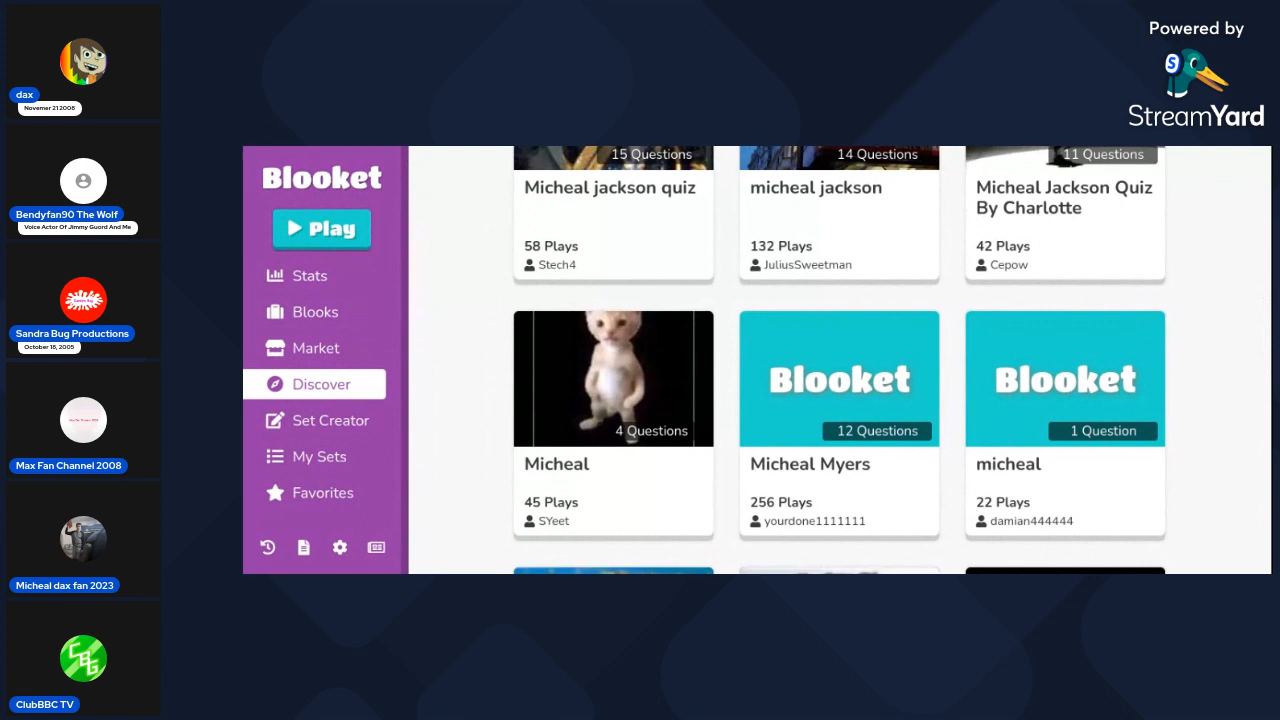 Powered by
StreamYard
dax
Novemer 21 2008
Bendyfan90 The Wolf
Voice Actor Of Jimmy Guord And Me
Sandra Bug Productions
October 18, 2005
Max Fan Channel 2008
Micheal dax fan 2023
CBG
ClubBBC TV
Blooket
Play
Stats
Blooks
Market
Discover
Set Creator
My Sets
Favorites
15 Questions
Micheal jackson quiz
58 Plays
Stech4
14 Questions
micheal jackson
132 Plays
JuliusSweetman
11 Questions
Micheal Jackson Quiz
By Charlotte
42 Plays
Cepow
4 Questions
Micheal
45 Plays
SYeet
Blooket
12 Questions
Micheal Myers
256 Plays
yourdone1111111
Blooket
1 Question
micheal
22 Plays
damian444444